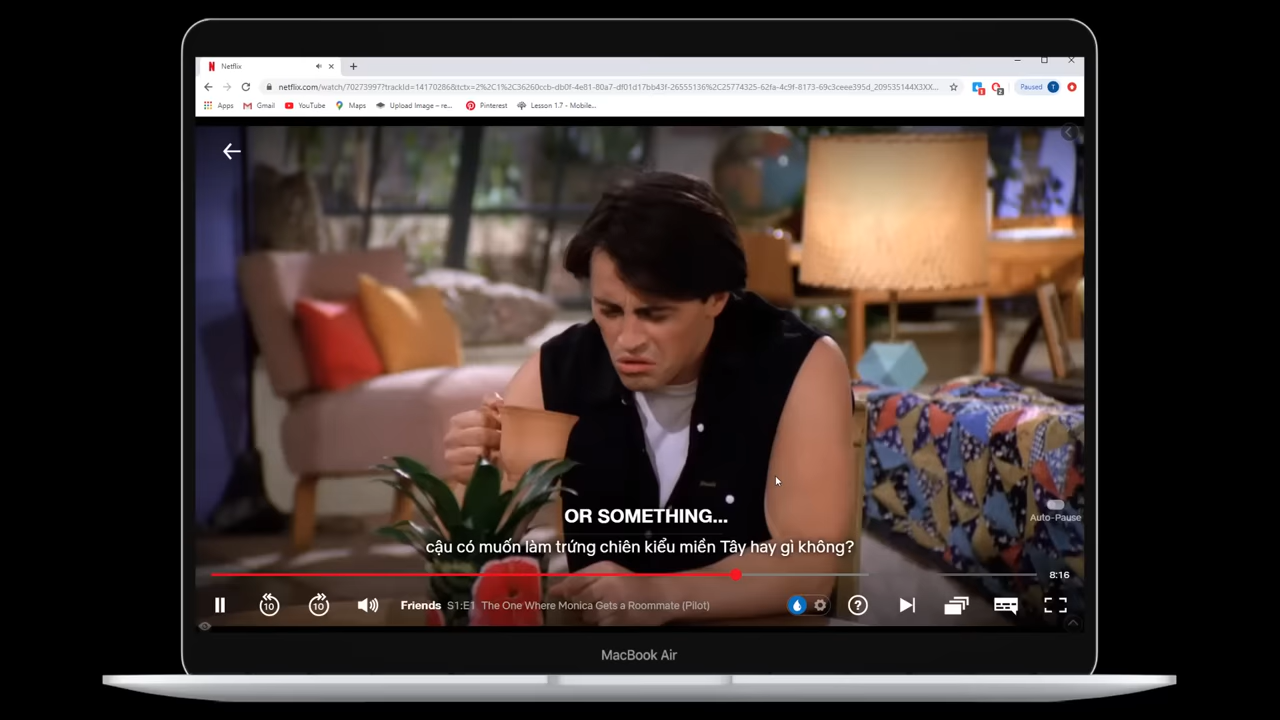 Netflix
netflix.com/watch/70273997?trackId=14170286&tctx=2%2C1%2C36260ccb-db0f-4e81-80a7-df01d17bb43f-26555136%2C25774325-62fa-4c9f-8173-69c3ceee395d_209535144X3XX...
Paused T
Apps Gmail YouTube Maps Upload Image – re... Pinterest Lesson 1.7 - Mobile...
Auto-Pause
OR SOMETHING...
cậu có muốn làm trứng chiên kiểu miền Tây hay gì không?
8:16
10 10 Friends S1:E1 The One Where Monica Gets a Roommate (Pilot) ?
MacBook Air